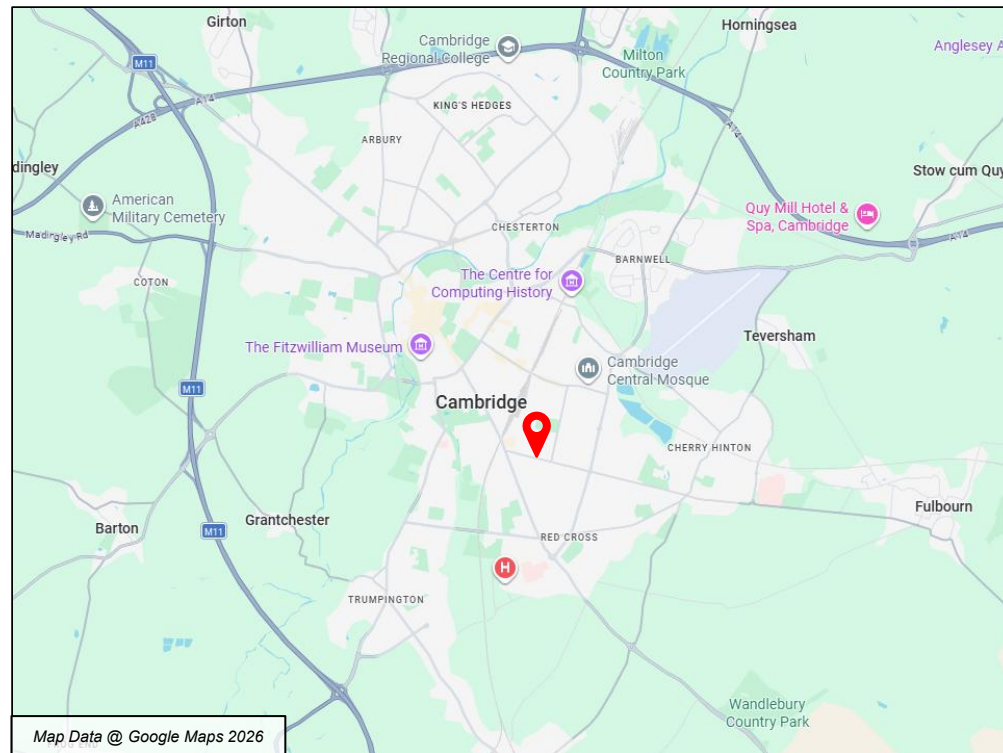 Girton
Horningsea
Cambridge
Regional College
Milton
Country Park
Anglesey A
M11
A14
A428
KING'S HEDGES
ARBURY
A14
dingley
Stow cum Quy
American
Military Cemetery
Quy Mill Hotel &
Spa, Cambridge
Madingley Rd
CHESTERTON
A14
BARNWELL
The Centre for
Computing History
COTON
Teversham
The Fitzwilliam Museum
Cambridge
Central Mosque
M11
Cambridge
CHERRY HINTON
Fulbourn
Barton
Grantchester
M11
RED CROSS
H
TRUMPINGTON
Wandlebury
Country Park
Map Data @ Google Maps 2026